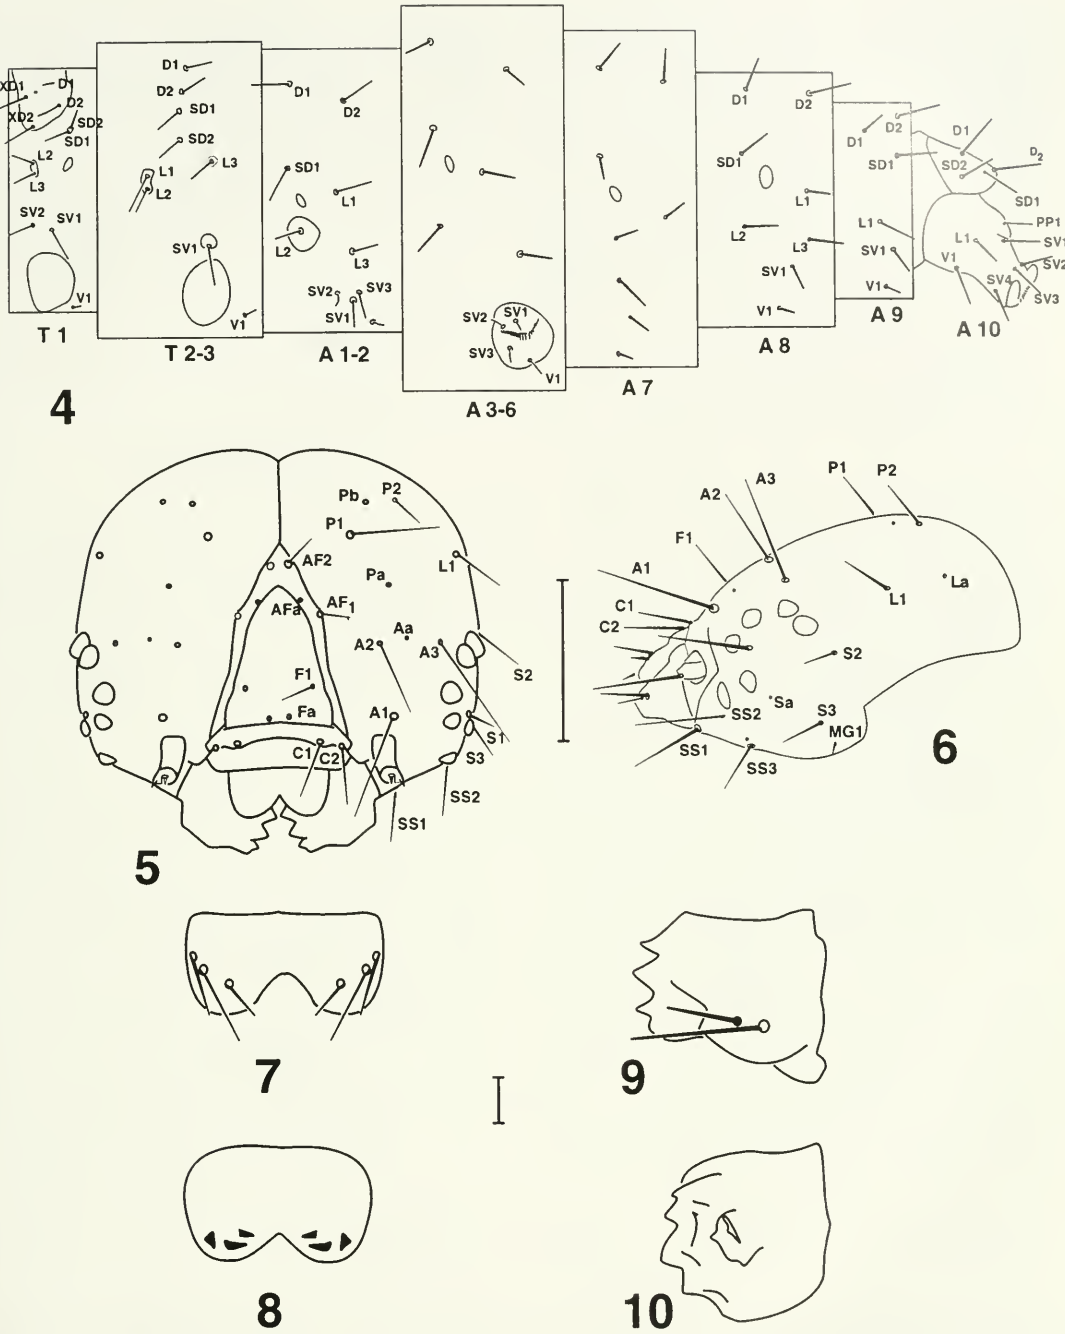 XD1 D1
XD2 D2
SD2
SD1
L2
L3
SV2 SV1
V1
T 1
D1
D2
SD1
SD2
L1 L3
L2
SV1
V1
T 2-3
D1
D2
SD1
L1
L2
L3
SV2 SV3
SV1
A 1-2
SV1
SV2
SV3
V1
A 3-6
A 7
D1 D2
SD1
L1
L2 L3
SV1
V1
A 8
D2
D1
SD1
L1
SV1
V1
A 9
D1
D2
SD2
SD1
PP1
L1 SV1
V1 SV2
SV4
SV3
A 10
4
Pb P2
P1
AF2
L1
Pa
AFa AF1
Aa
A2 A3
S2
F1
Fa A1
S1
C1 C2 S3
SS2
SS1
5
P1 P2
A3
A2
F1
A1
La
L1
C1
C2
S2
Sa
SS2 S3
MG1
SS1
SS3
6
7
9
8
10